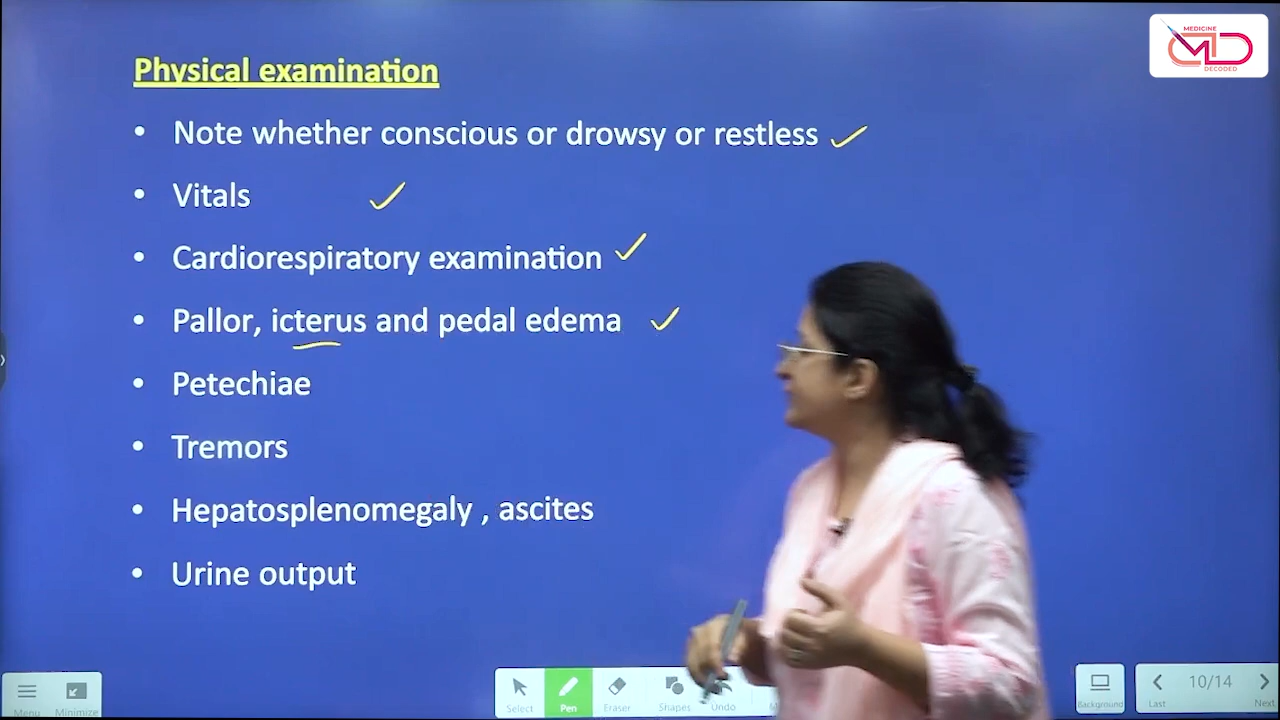 MEDICINE
MD
DECODED
Physical examination
• Note whether conscious or drowsy or restless
• Vitals
• Cardiorespiratory examination
• Pallor, icterus and pedal edema
• Petechiae
• Tremors
• Hepatosplenomegaly , ascites
• Urine output
Menu Minimize
Select Pen Eraser Shapes Undo
Background
10/14
Last Next